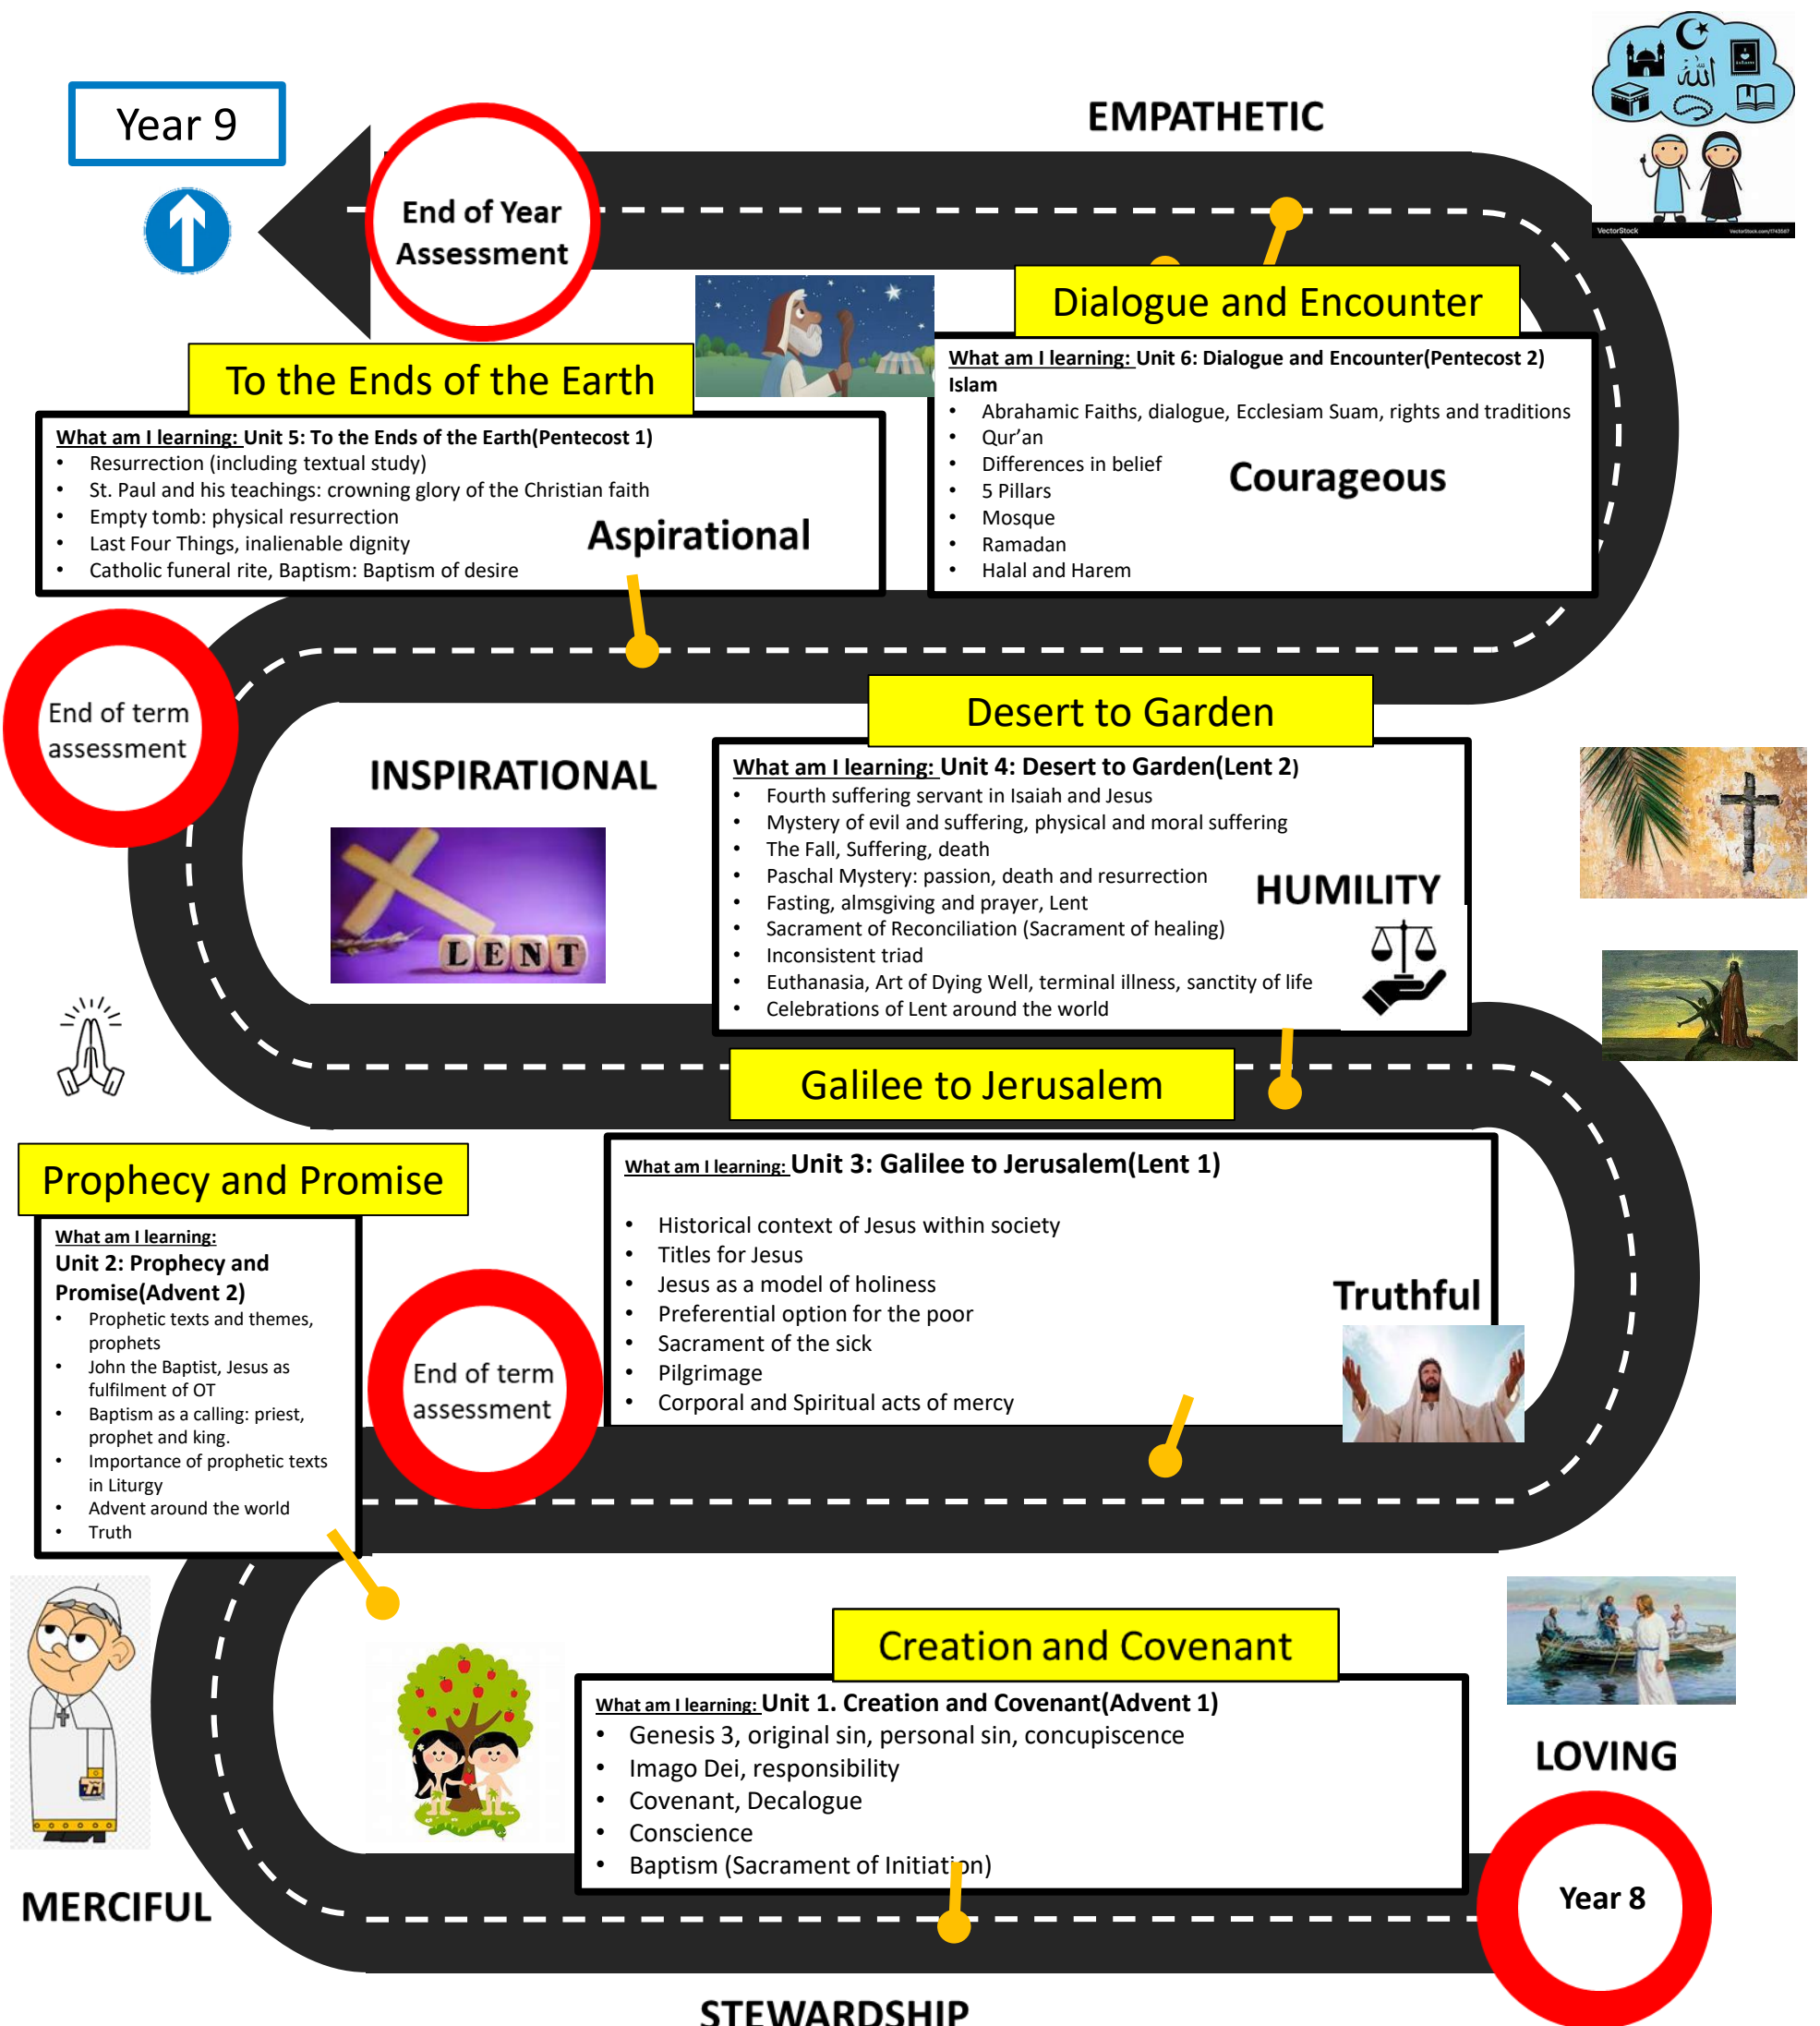 Year 9
EMPATHETIC
End of Year
Assessment
الله
VectorStock
VectorStock.com/1743567
Dialogue and Encounter
What am I learning: Unit 6: Dialogue and Encounter(Pentecost 2)
Islam
• Abrahamic Faiths, dialogue, Ecclesiam Suam, rights and traditions
• Qur’an
• Differences in belief
• 5 Pillars
• Mosque
• Ramadan
• Halal and Harem
Courageous
To the Ends of the Earth
What am I learning: Unit 5: To the Ends of the Earth(Pentecost 1)
• Resurrection (including textual study)
• St. Paul and his teachings: crowning glory of the Christian faith
• Empty tomb: physical resurrection
• Last Four Things, inalienable dignity
• Catholic funeral rite, Baptism: Baptism of desire
Aspirational
End of term
assessment
INSPIRATIONAL
LENT
Desert to Garden
What am I learning: Unit 4: Desert to Garden(Lent 2)
• Fourth suffering servant in Isaiah and Jesus
• Mystery of evil and suffering, physical and moral suffering
• The Fall, Suffering, death
• Paschal Mystery: passion, death and resurrection
• Fasting, almsgiving and prayer, Lent
• Sacrament of Reconciliation (Sacrament of healing)
• Inconsistent triad
• Euthanasia, Art of Dying Well, terminal illness, sanctity of life
• Celebrations of Lent around the world
HUMILITY
Galilee to Jerusalem
What am I learning: Unit 3: Galilee to Jerusalem(Lent 1)
• Historical context of Jesus within society
• Titles for Jesus
• Jesus as a model of holiness
• Preferential option for the poor
• Sacrament of the sick
• Pilgrimage
• Corporal and Spiritual acts of mercy
Truthful
Prophecy and Promise
What am I learning:
Unit 2: Prophecy and
Promise(Advent 2)
• Prophetic texts and themes,
prophets
• John the Baptist, Jesus as
fulfilment of OT
• Baptism as a calling: priest,
prophet and king.
• Importance of prophetic texts
in Liturgy
• Advent around the world
• Truth
End of term
assessment
Creation and Covenant
What am I learning: Unit 1. Creation and Covenant(Advent 1)
• Genesis 3, original sin, personal sin, concupiscence
• Imago Dei, responsibility
• Covenant, Decalogue
• Conscience
• Baptism (Sacrament of Initiation)
LOVING
Year 8
MERCIFUL
STEWARDSHIP